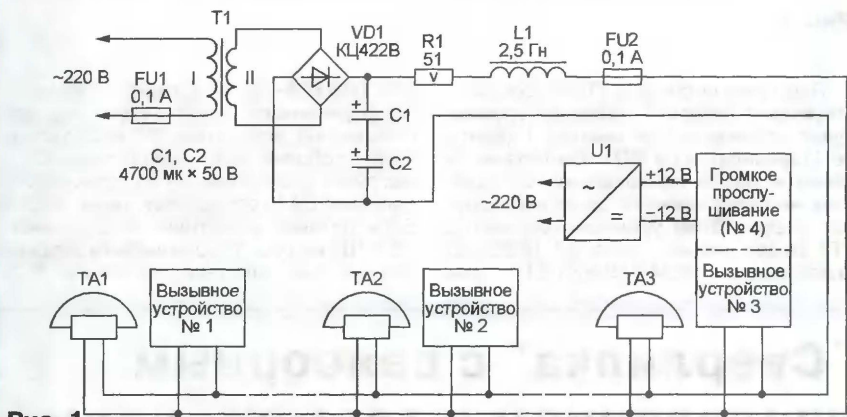 T1
VD1
КЦ422В
R1
51
v
L1
2,5 Гн
FU2
0,1 А
~220 В
FU1
0,1 А
I
II
+
C1
+
C2
C1, C2
4700 мк × 50 В
U1
~
=
+12 В
−12 В
~220 В
Громкое
прослу-
шивание
(№ 4)
Вызывное
устройство
№ 3
TA1
Вызывное
устройство
№ 1
TA2
Вызывное
устройство
№ 2
TA3
Рис. 1